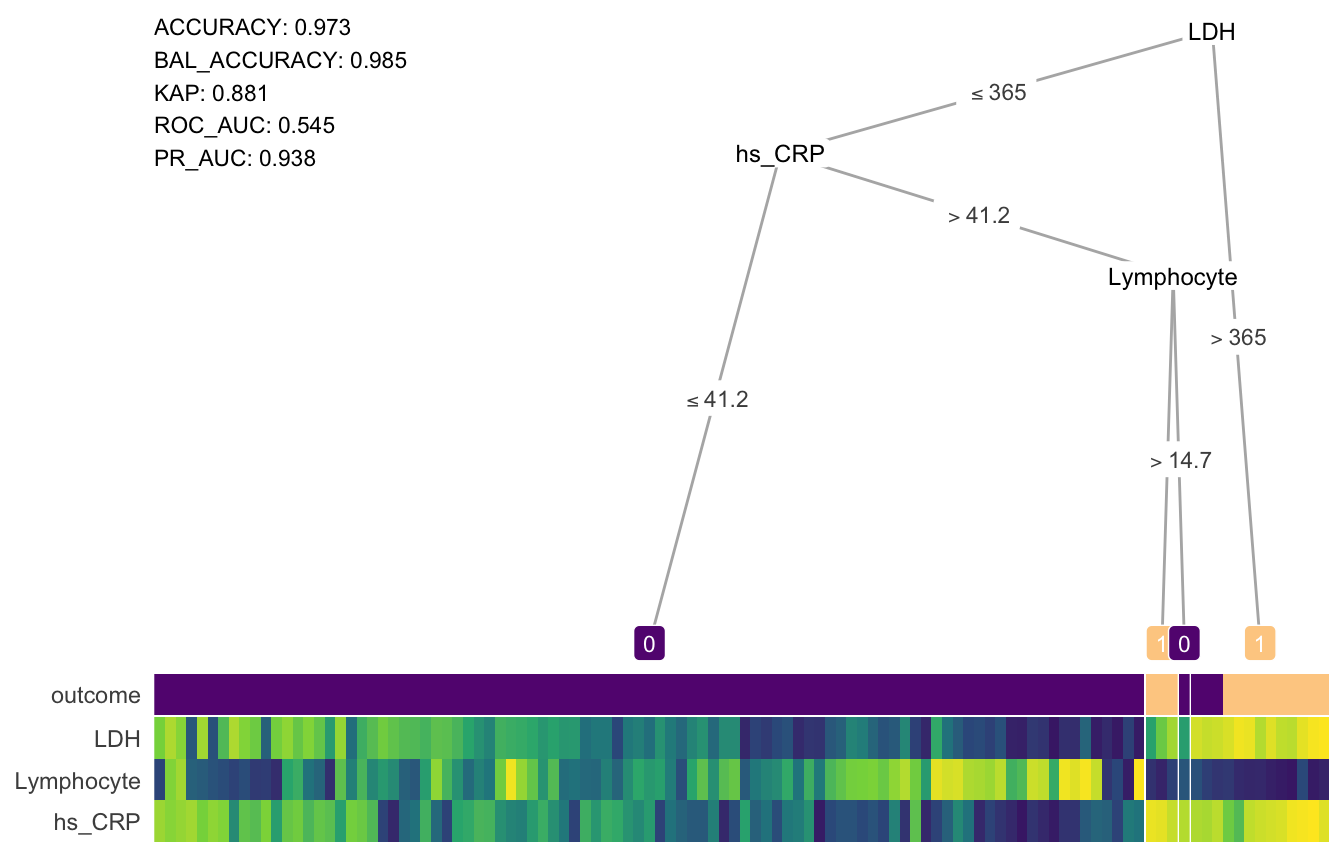 ACCURACY: 0.973
BAL_ACCURACY: 0.985
KAP: 0.881
ROC_AUC: 0.545
PR_AUC: 0.938
LDH
≤ 365
hs_CRP
> 41.2
Lymphocyte
> 365
≤ 41.2
> 14.7
0
1
0
1
outcome
LDH
Lymphocyte
hs_CRP